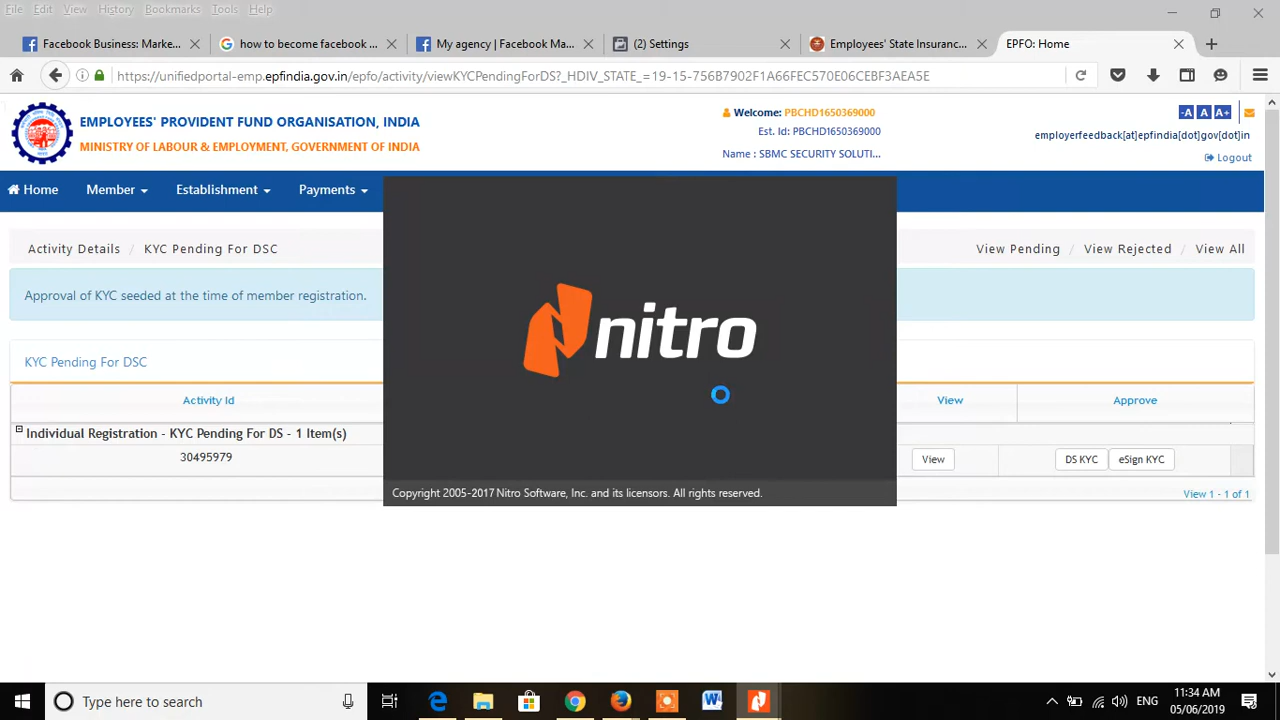 File Edit View History Bookmarks Tools Help
Facebook Business: Marke...
how to become facebook ...
My agency | Facebook Ma...
(2) Settings
Employees' State Insuranc...
EPFO: Home
https://unifiedportal-emp.epfindia.gov.in/epfo/activity/viewKYCPendingForDS?_HDIV_STATE_=19-15-756B7902F1A66FEC570E06CEBF3AEA5E
EMPLOYEES' PROVIDENT FUND ORGANISATION, INDIA
MINISTRY OF LABOUR & EMPLOYMENT, GOVERNMENT OF INDIA
Welcome: PBCHD1650369000
Est. Id: PBCHD1650369000
Name : SBMC SECURITY SOLUTI...
-A A A+
employerfeedback[at]epfindia[dot]gov[dot]in
Logout
Home Member Establishment Payments
Activity Details / KYC Pending For DSC
View Pending / View Rejected / View All
Approval of KYC seeded at the time of member registration.
KYC Pending For DSC
Activity Id View Approve
Individual Registration - KYC Pending For DS - 1 Item(s)
30495979 View DS KYC eSign KYC
View 1 - 1 of 1
nitro
Copyright 2005-2017 Nitro Software, Inc. and its licensors. All rights reserved.
Type here to search
ENG
11:34 AM
05/06/2019